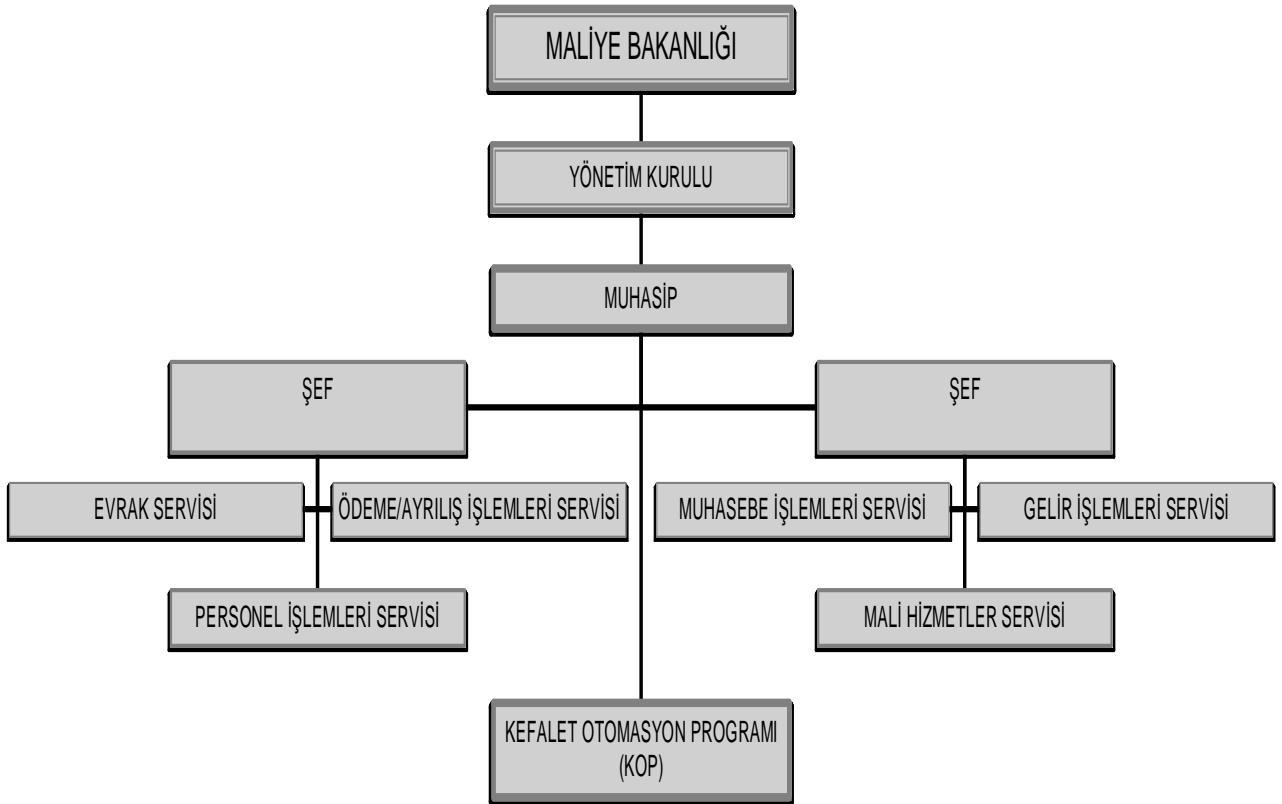 MALİYE BAKANLIĞI
YÖNETİM KURULU
MUHASİP
ŞEF
ŞEF
EVRAK SERVİSİ
ÖDEME/AYRILIŞ İŞLEMLERİ SERVİSİ
MUHASEBE İŞLEMLERİ SERVİSİ
GELİR İŞLEMLERİ SERVİSİ
PERSONEL İŞLEMLERİ SERVİSİ
MALİ HİZMETLER SERVİSİ
KEFALET OTOMASYON PROGRAMI
(KOP)